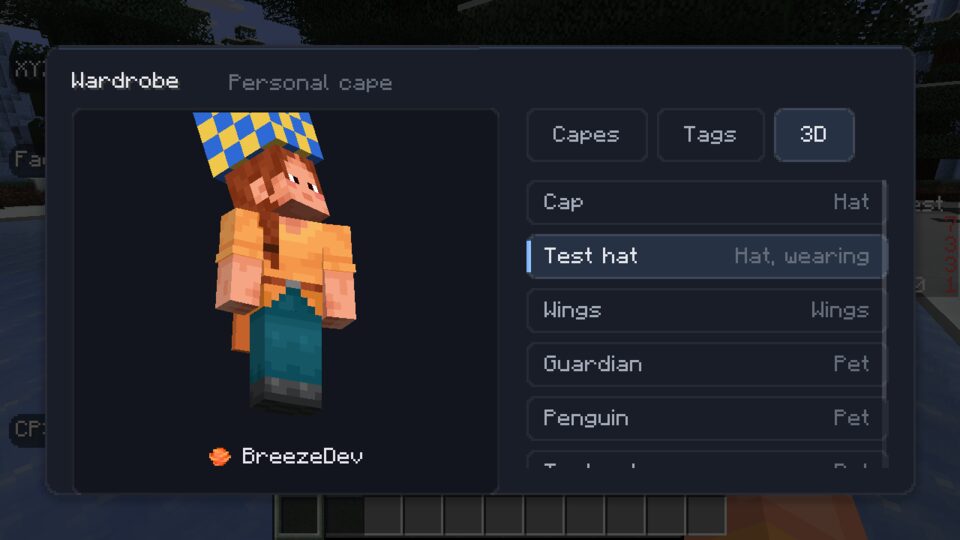 Wardrobe Personal cape
Capes Tags 3D
Cap Hat
Test hat Hat, wearing
Wings Wings
Guardian Pet
Penguin Pet
BreezeDev
XYZ